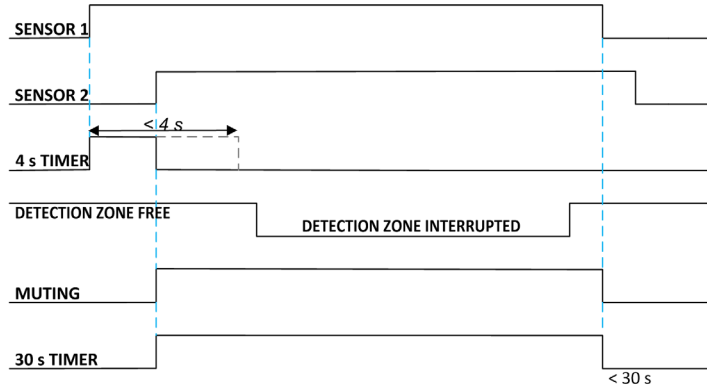 SENSOR 1
SENSOR 2
< 4 s
4 s TIMER
DETECTION ZONE FREE
DETECTION ZONE INTERRUPTED
MUTING
30 s TIMER
< 30 s